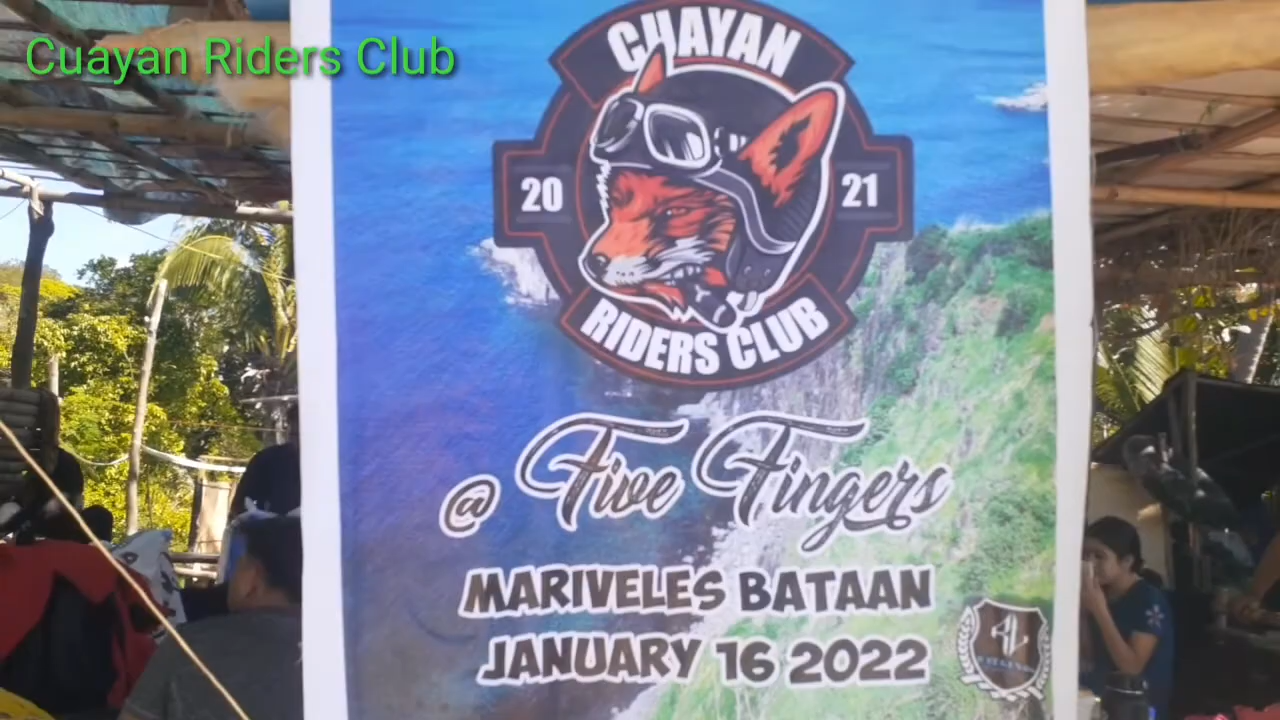 Cuayan Riders Club
CUAYAN
20 21
RIDERS CLUB
@ Five Fingers
MARIVELES BATAAN
JANUARY 16 2022